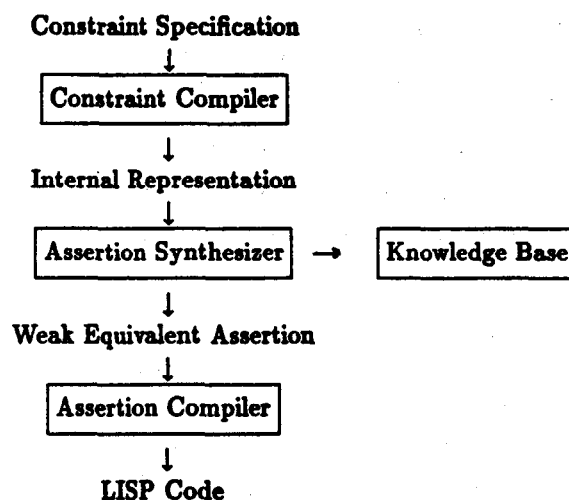 Constraint Specification
↓
Constraint Compiler
↓
Internal Representation
↓
Assertion Synthesizer → Knowledge Base
↓
Weak Equivalent Assertion
↓
Assertion Compiler
↓
LISP Code